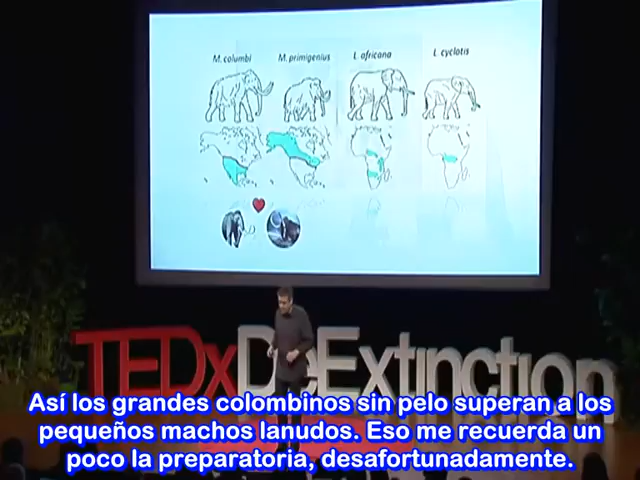 M. columbi
M. primigenius
L. africana
L. cyclotis
TEDxDeExtinction
Así los grandes colombinos sin pelo superan a los
pequeños machos lanudos. Eso me recuerda un
poco la preparatoria, desafortunadamente.